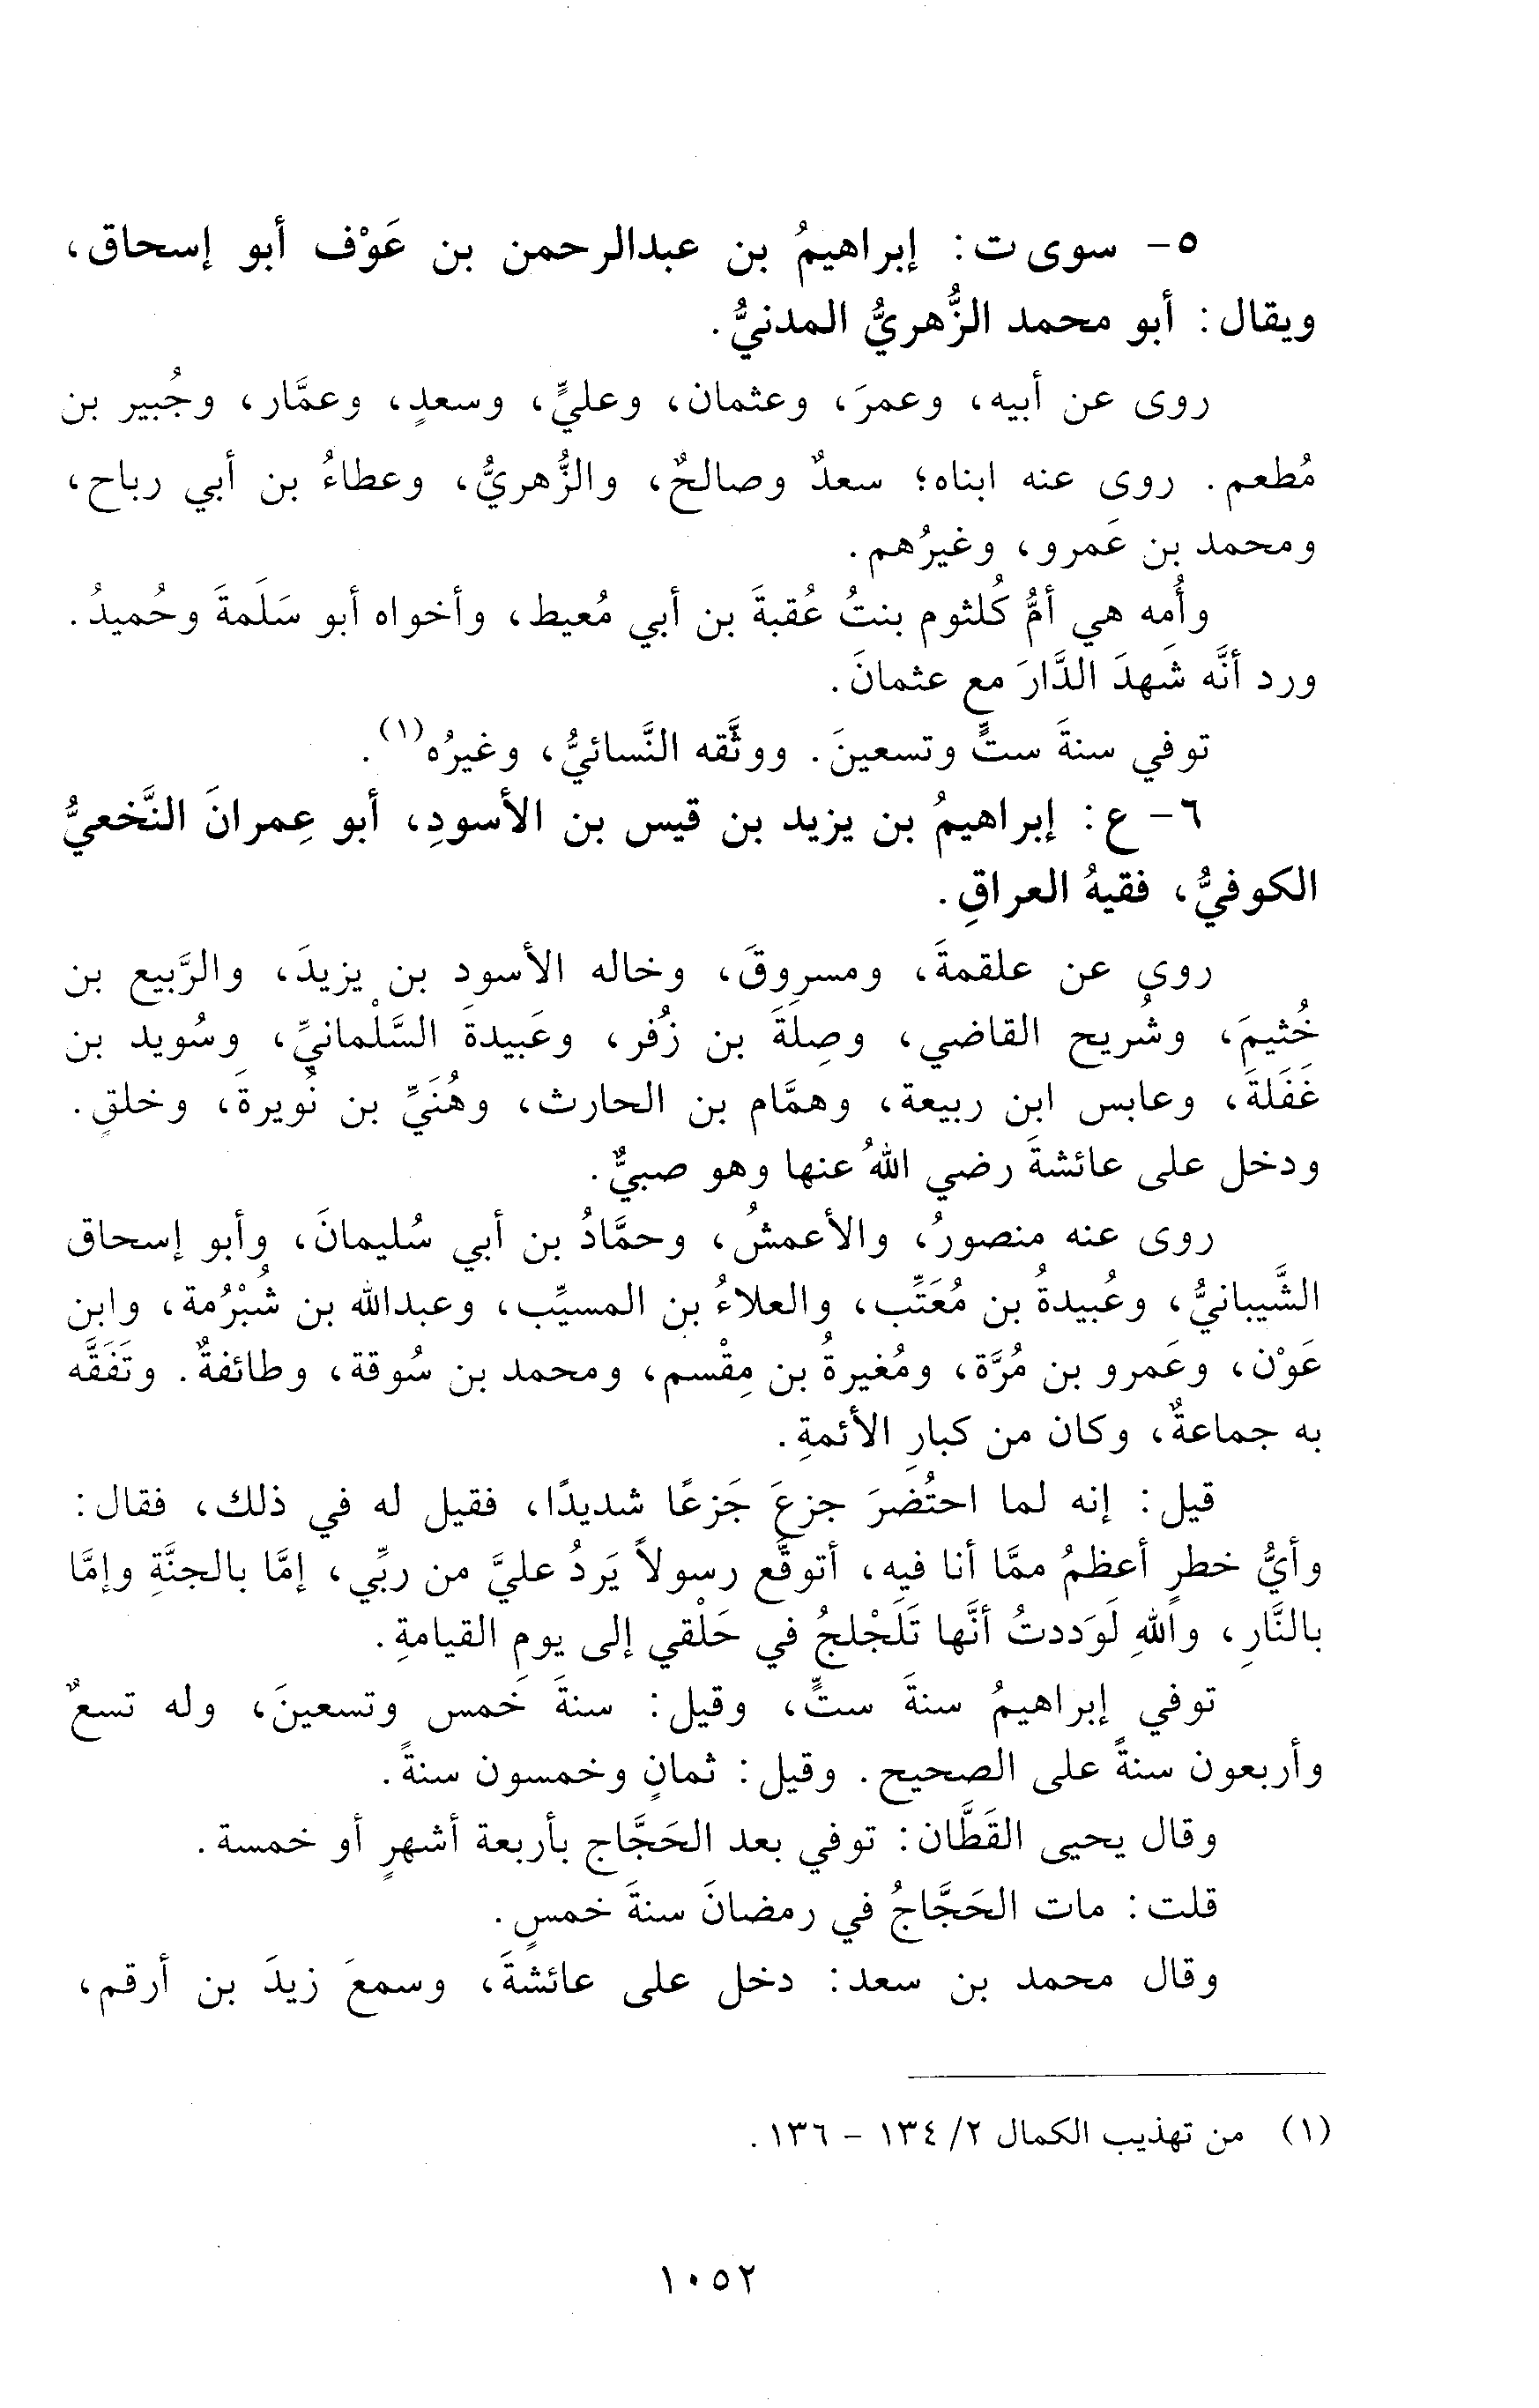 ٥- سوى ت: إبراهيمُ بن عبدالرحمن بن عَوْف أبو إسحاق،
ويقال: أبو محمد الزُّهريُّ المدنيُّ.
روى عن أبيه، وعمرَ، وعثمان، وعليٍّ، وسعدٍ، وعمَّار، وجُبير بن
مُطعم. روى عنه ابناه؛ سعدٌ وصالحٌ، والزُّهريُّ، وعطاءُ بن أبي رباح،
ومحمد بن عَمرو، وغيرُهم.
وأُمه هي أمُّ كُلثوم بنتُ عُقبةَ بن أبي مُعيط، وأخواه أبو سَلَمةَ وحُميدُ.
ورد أنَّه شَهدَ الدَّارَ مع عثمانَ.
توفي سنةَ ستٍّ وتسعينَ. ووثَّقه النَّسائيُّ، وغيرُه(١).
٦- ع: إبراهيمُ بن يزيد بن قيس بن الأسودِ، أبو عِمرانَ النَّخعيُّ
الكوفيُّ، فقيهُ العراقِ.
روى عن علقمةَ، ومسروقَ، وخاله الأسود بن يزيدَ، والرَّبيع بن
خُثيمَ، وشُريح القاضي، وصِلَةَ بن زُفر، وعَبيدةَ السَّلْمانيِّ، وسُويد بن
غَفَلةَ، وعابس ابن ربيعة، وهمَّام بن الحارث، وهُنَيِّ بن نُويرةَ، وخلقٍ.
ودخل على عائشةَ رضي اللهُ عنها وهو صبيٌّ.
روى عنه منصورُ، والأعمشُ، وحمَّادُ بن أبي سُليمانَ، وأبو إسحاق
الشَّيبانيُّ، وعُبيدةُ بن مُعَتِّب، والعلاءُ بن المسيِّب، وعبدالله بن شُبْرُمة، وابن
عَوْن، وعَمرو بن مُرَّة، ومُغيرةُ بن مِقْسم، ومحمد بن سُوقة، وطائفةٌ. وتَفَقَّه
به جماعةٌ، وكان من كبارِ الأئمةِ.
قيل: إنه لما احتُضَرَ جزعَ جَزعًا شديدًا، فقيل له في ذلك، فقال:
وأيُّ خطرٍ أعظمُ ممَّا أنا فيه، أتوقَّع رسولاً يَردُ عليَّ من ربِّي، إمَّا بالجنَّةِ وإمَّا
بالنَّارِ، واللهِ لَوَددتُ أنَّها تَلَجْلجُ في حَلْقي إلى يوم القيامةِ.
توفي إبراهيمُ سنةَ ستٍّ، وقيل: سنةَ خَمس وتسعينَ، وله تسعٌ
وأربعون سنةً على الصحيح. وقيل: ثمانٍ وخمسون سنةً.
وقال يحيى القَطَّان: توفي بعد الحَجَّاج بأربعة أشهرٍ أو خمسة.
قلت: مات الحَجَّاجُ في رمضانَ سنةَ خمسٍ.
وقال محمد بن سعد: دخل على عائشةَ، وسمعَ زيدَ بن أرقم،
(١) من تهذيب الكمال ٢/ ١٣٤ - ١٣٦.
١٠٥٢